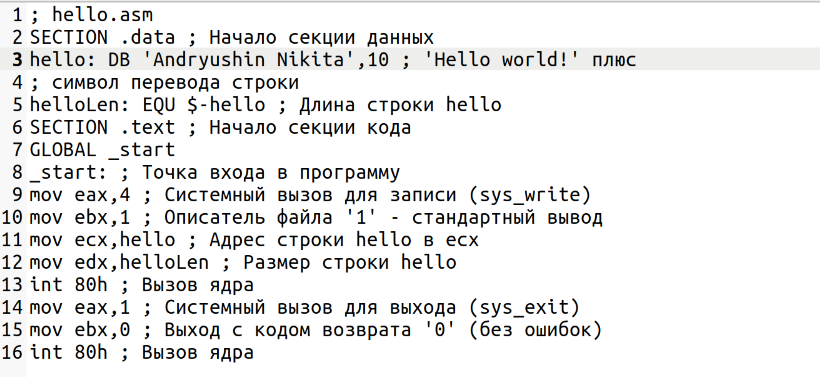 1 ; hello.asm
2 SECTION .data ; Начало секции данных
3 hello: DB 'Andryushin Nikita',10 ; 'Hello world!' плюс
4 ; символ перевода строки
5 helloLen: EQU $-hello ; Длина строки hello
6 SECTION .text ; Начало секции кода
7 GLOBAL _start
8 _start: ; Точка входа в программу
9 mov eax,4 ; Системный вызов для записи (sys_write)
10 mov ebx,1 ; Описатель файла '1' - стандартный вывод
11 mov ecx,hello ; Адрес строки hello в ecx
12 mov edx,helloLen ; Размер строки hello
13 int 80h ; Вызов ядра
14 mov eax,1 ; Системный вызов для выхода (sys_exit)
15 mov ebx,0 ; Выход с кодом возврата '0' (без ошибок)
16 int 80h ; Вызов ядра